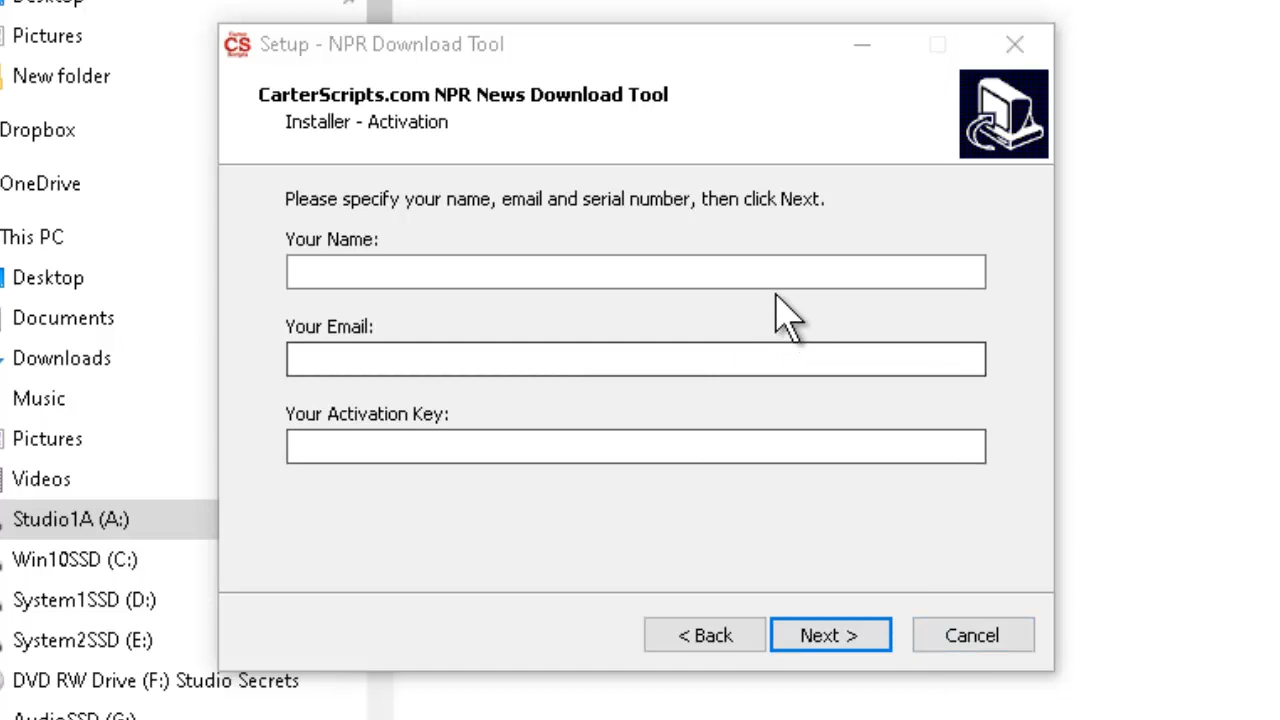 Desktop
Pictures
New folder
Dropbox
OneDrive
This PC
Desktop
Documents
Downloads
Music
Pictures
Videos
Studio1A (A:)
Win10SSD (C:)
System1SSD (D:)
System2SSD (E:)
DVD RW Drive (F:) Studio Secrets
AudioSSD (G:)
CS
Setup - NPR Download Tool
CarterScripts.com NPR News Download Tool
Installer - Activation
Please specify your name, email and serial number, then click Next.
Your Name:
Your Email:
Your Activation Key:
< Back
Next >
Cancel